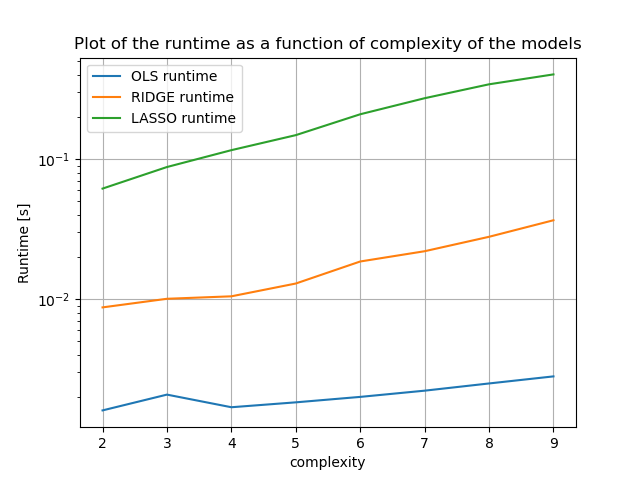 Plot of the runtime as a function of complexity of the models
OLS runtime
RIDGE runtime
LASSO runtime
Runtime [s]
10⁻¹
10⁻²
2 3 4 5 6 7 8 9
complexity